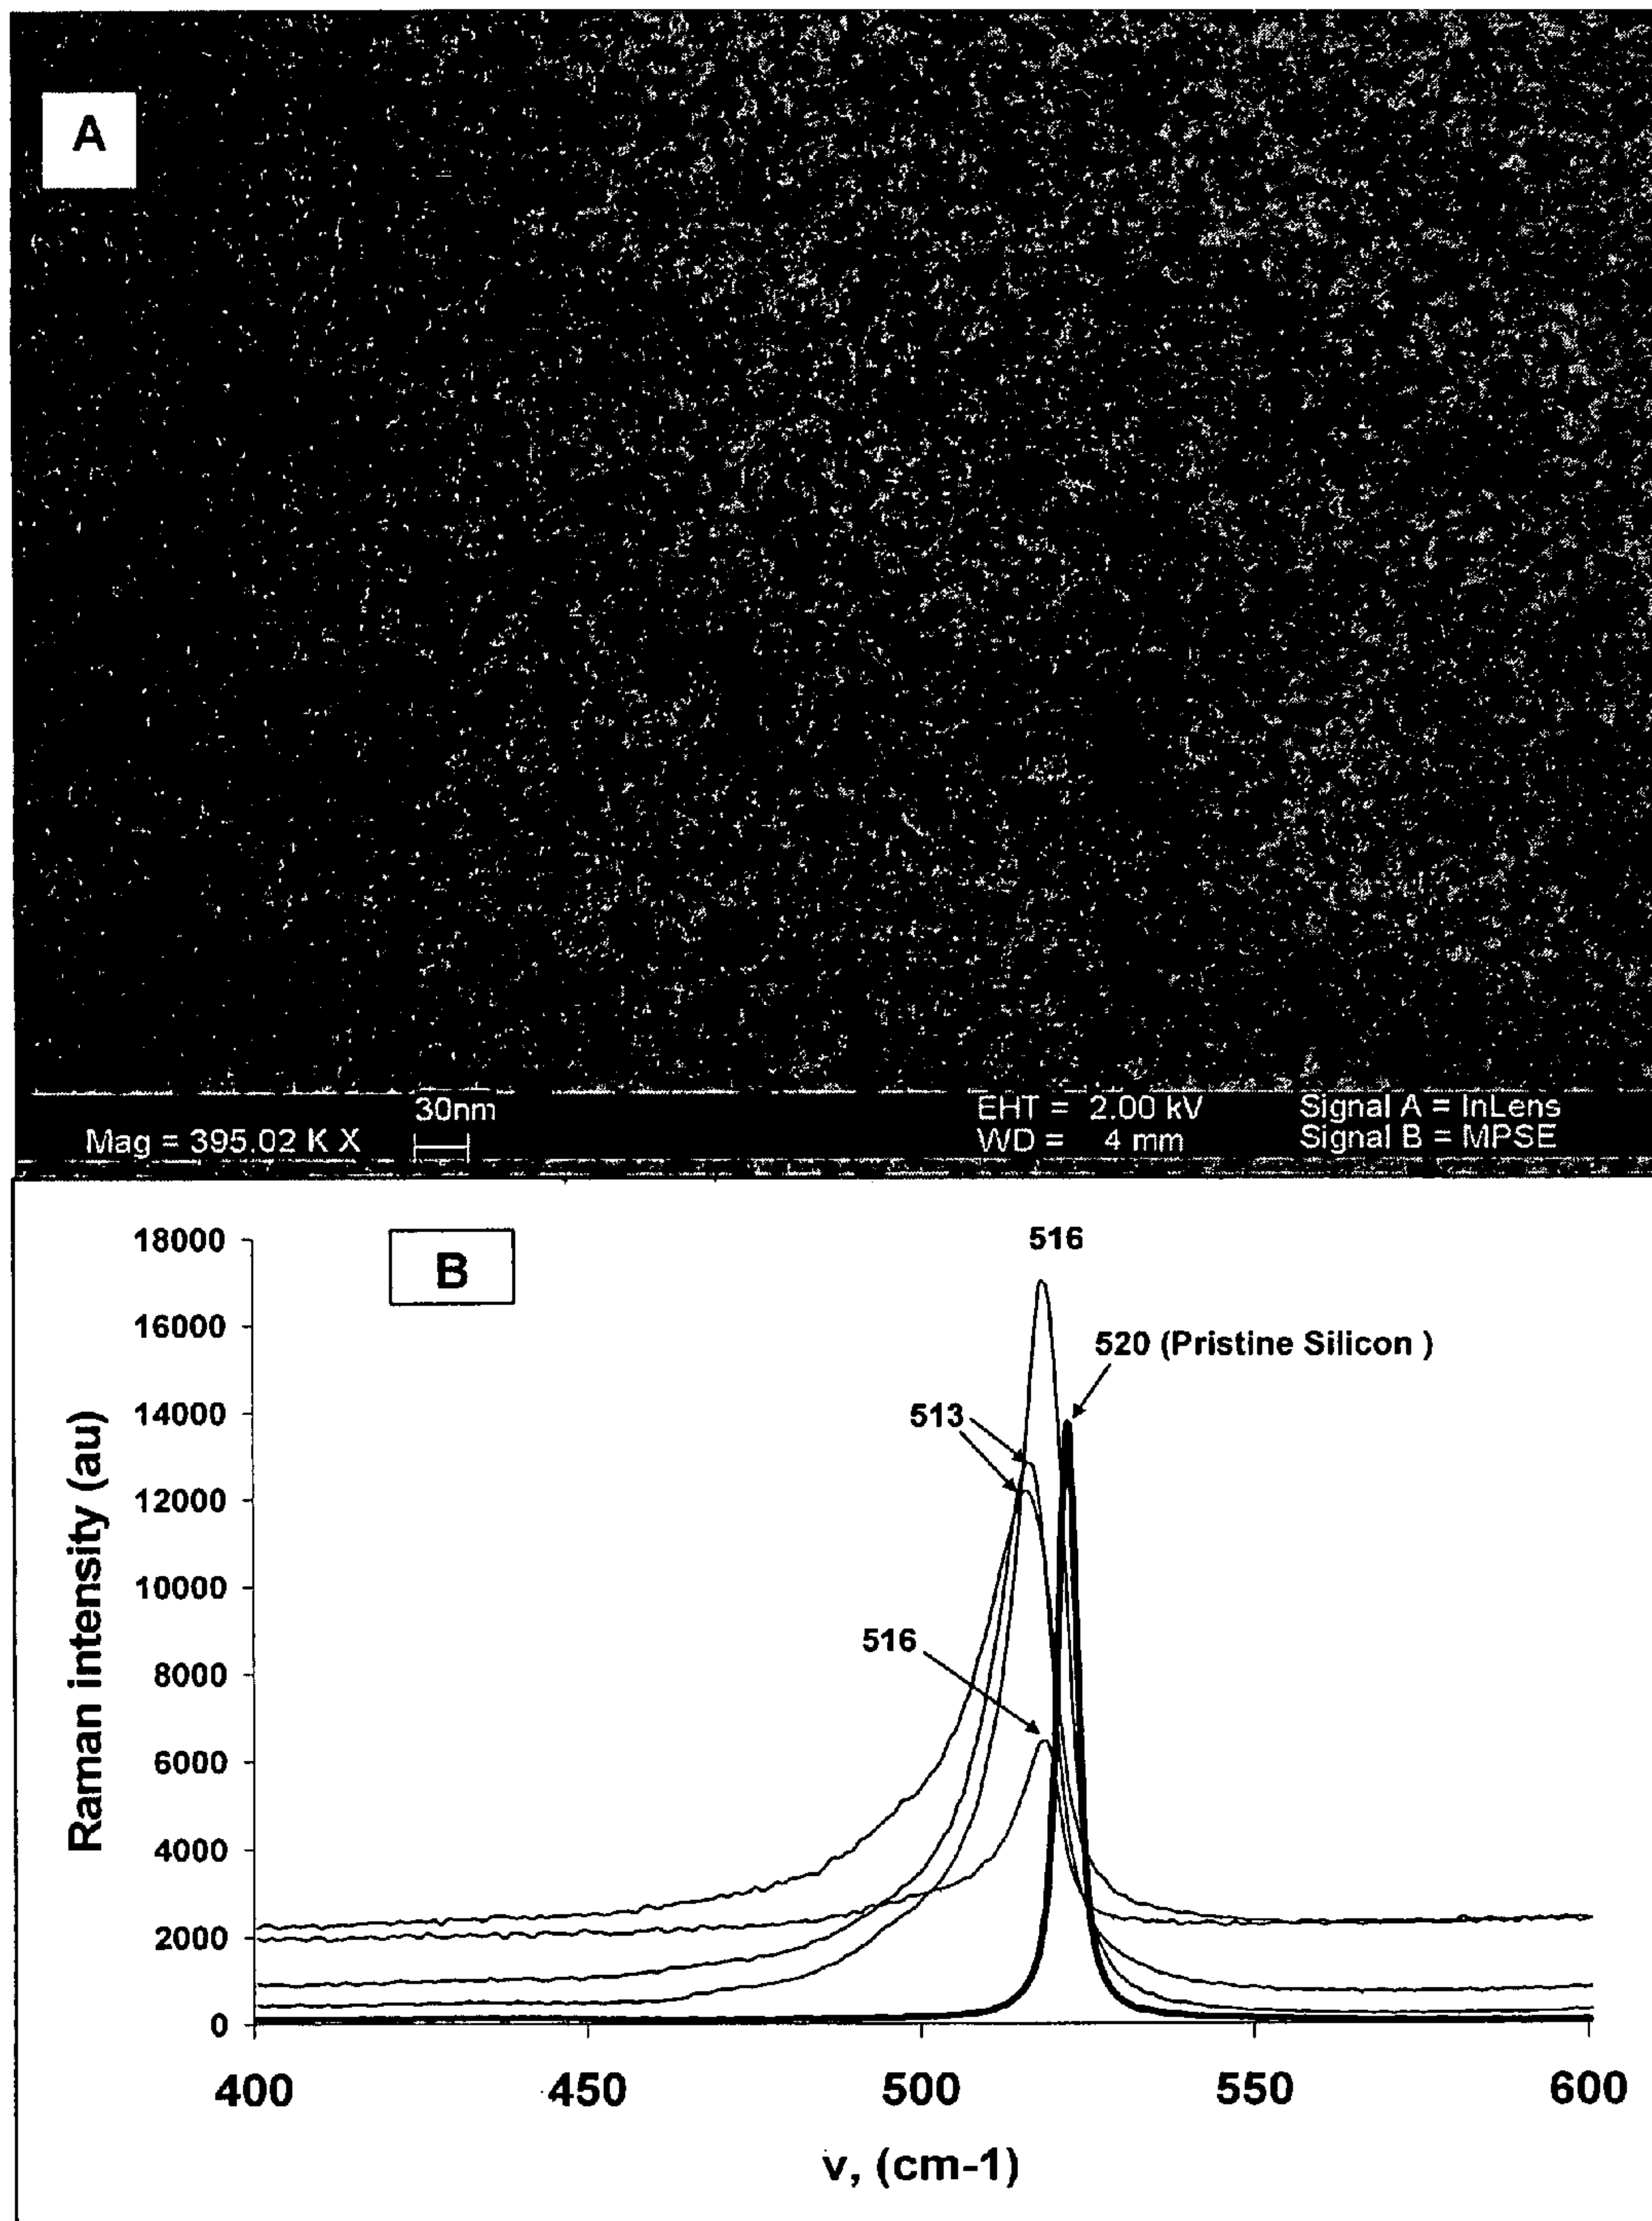 A
30nm
Mag = 395.02 K X
EHT = 2.00 kV
WD = 4 mm
Signal A = InLens
Signal B = MPSE
B
516
520 (Pristine Silicon )
513
516
18000
16000
14000
12000
10000
8000
6000
4000
2000
0
Raman intensity (au)
400 450 500 550 600
ν, (cm-1)